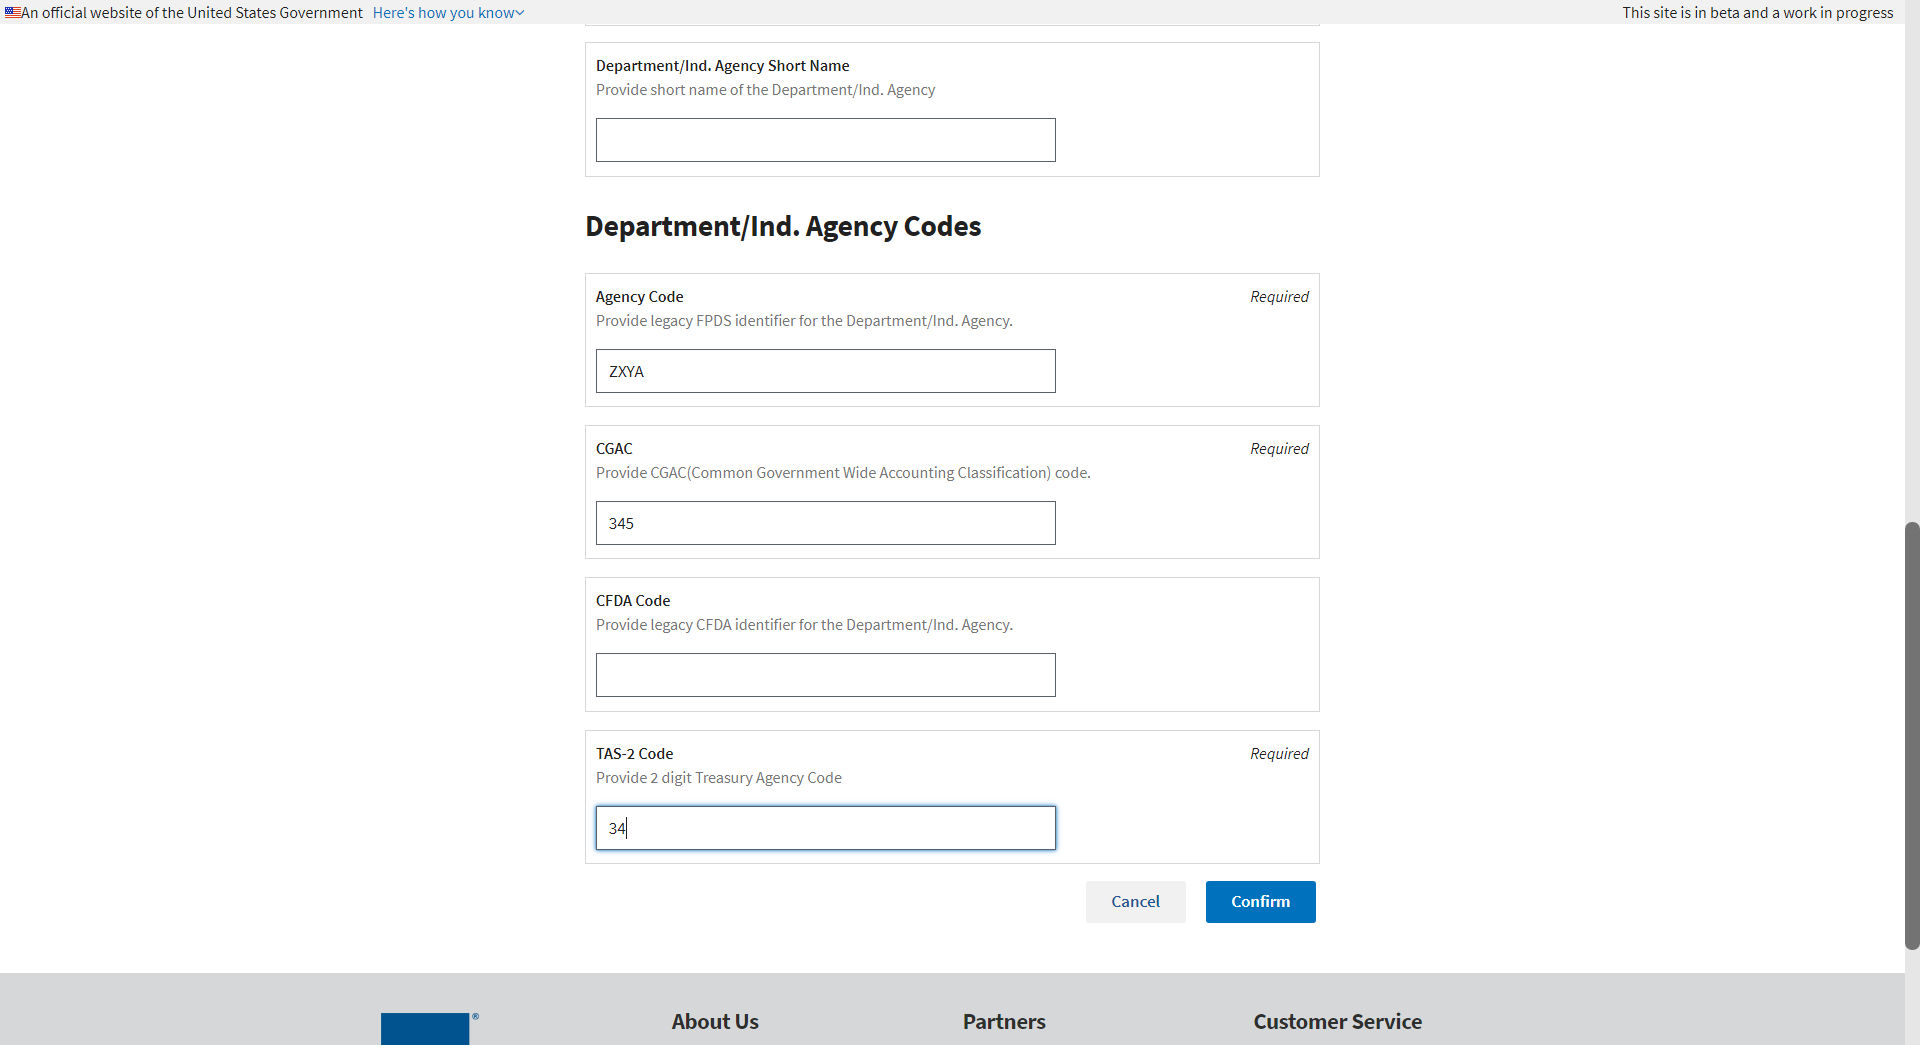 An official website of the United States Government Here's how you know
This site is in beta and a work in progress
Department/Ind. Agency Short Name
Provide short name of the Department/Ind. Agency
Department/Ind. Agency Codes
Agency Code Required
Provide legacy FPDS identifier for the Department/Ind. Agency.
ZXYA
CGAC Required
Provide CGAC(Common Government Wide Accounting Classification) code.
345
CFDA Code
Provide legacy CFDA identifier for the Department/Ind. Agency.
TAS-2 Code Required
Provide 2 digit Treasury Agency Code
34
Cancel Confirm
®
About Us Partners Customer Service